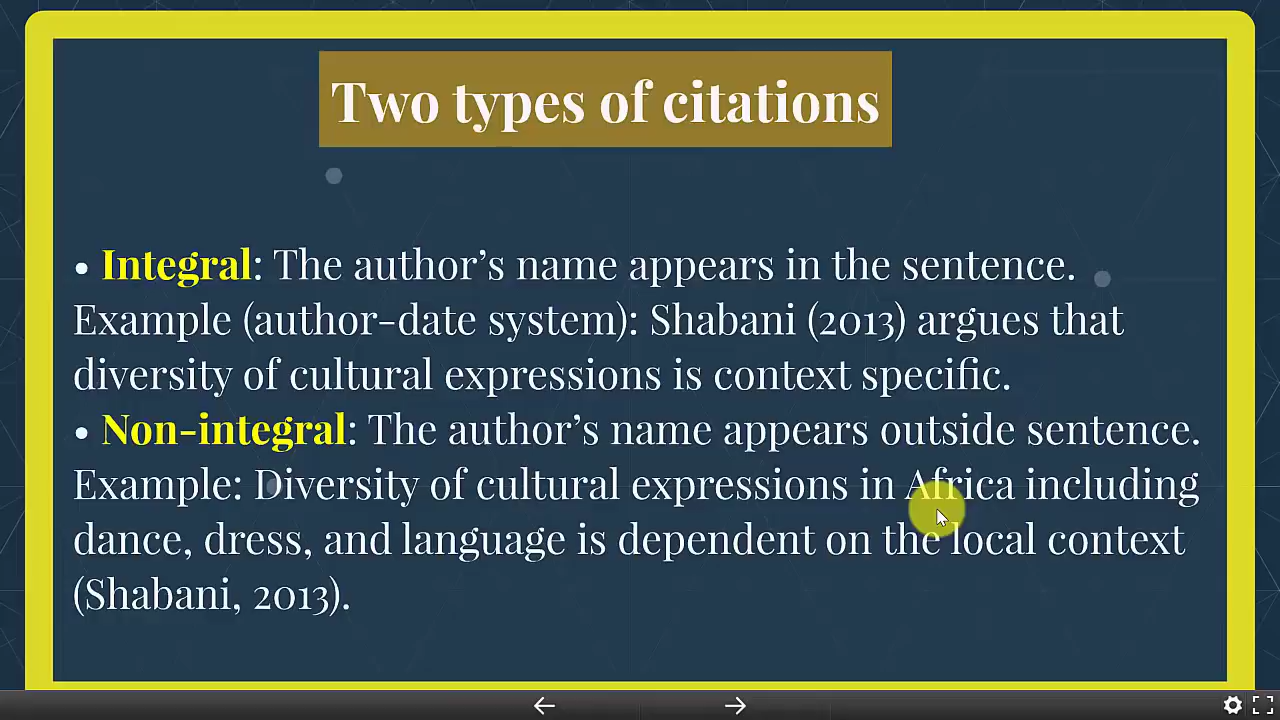 Two types of citations
• Integral: The author’s name appears in the sentence.
Example (author-date system): Shabani (2013) argues that
diversity of cultural expressions is context specific.
• Non-integral: The author’s name appears outside sentence.
Example: Diversity of cultural expressions in Africa including
dance, dress, and language is dependent on the local context
(Shabani, 2013).